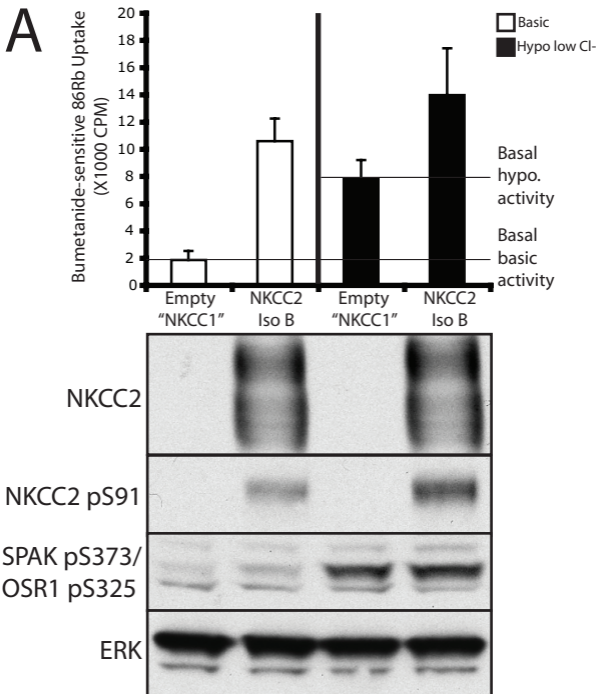 A
Bumetanide-sensitive 86Rb Uptake
(X1000 CPM)
20
18
16
14
12
10
8
6
4
2
0
Basic
Hypo low Cl-
Basal
hypo.
activity
Basal
basic
activity
Empty
"NKCC1"
NKCC2
Iso B
Empty
"NKCC1"
NKCC2
Iso B
NKCC2
NKCC2 pS91
SPAK pS373/
OSR1 pS325
ERK